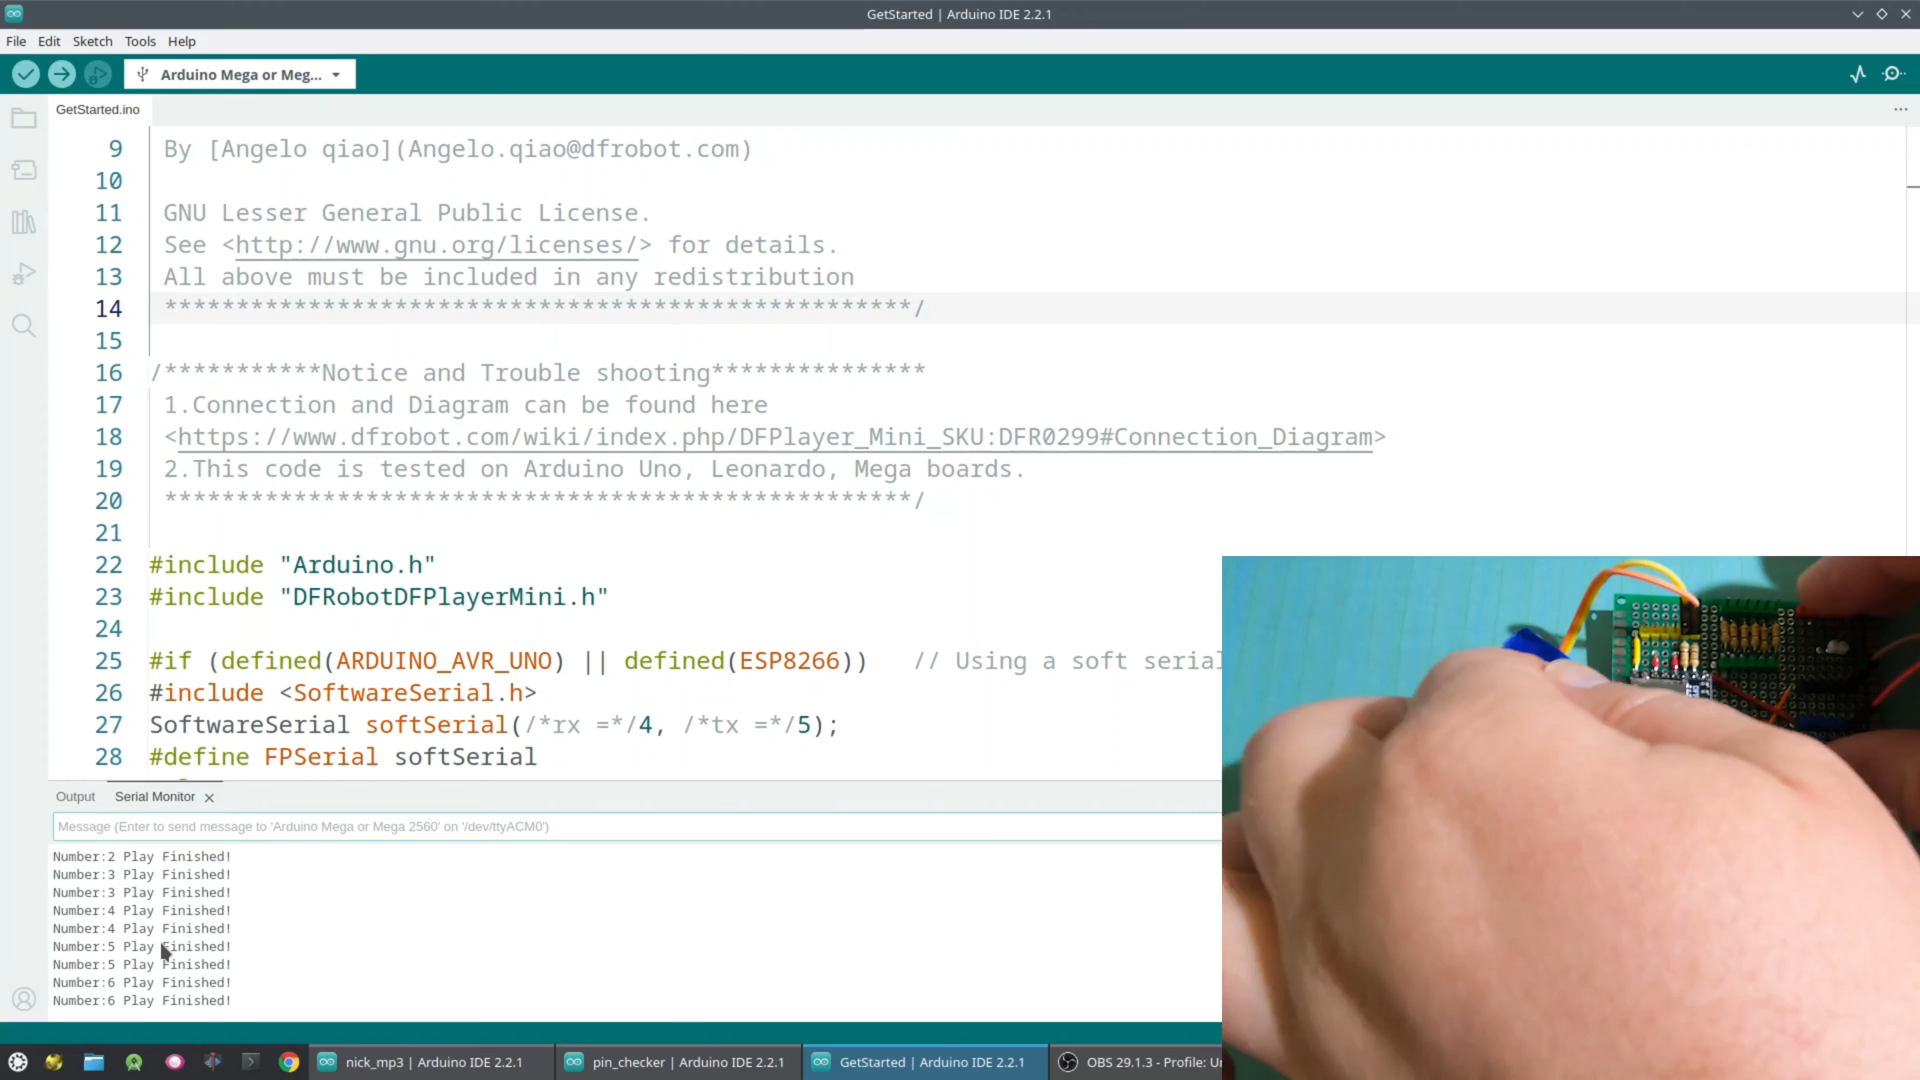 GetStarted | Arduino IDE 2.2.1
File Edit Sketch Tools Help
Arduino Mega or Meg...
GetStarted.ino
9 By [Angelo qiao](Angelo.qiao@dfrobot.com)
10
11 GNU Lesser General Public License.
12 See <http://www.gnu.org/licenses/> for details.
13 All above must be included in any redistribution
14 ****************************************************/
15
16 /***********Notice and Trouble shooting***************
17 1.Connection and Diagram can be found here
18 <https://www.dfrobot.com/wiki/index.php/DFPlayer_Mini_SKU:DFR0299#Connection_Diagram>
19 2.This code is tested on Arduino Uno, Leonardo, Mega boards.
20 ****************************************************/
21
22 #include "Arduino.h"
23 #include "DFRobotDFPlayerMini.h"
24
25 #if (defined(ARDUINO_AVR_UNO) || defined(ESP8266)) // Using a soft serial
26 #include <SoftwareSerial.h>
27 SoftwareSerial softSerial(/*rx =*/4, /*tx =*/5);
28 #define FPSerial softSerial
Output Serial Monitor
Message (Enter to send message to 'Arduino Mega or Mega 2560' on '/dev/ttyACM0')
Number:2 Play Finished!
Number:3 Play Finished!
Number:3 Play Finished!
Number:4 Play Finished!
Number:4 Play Finished!
Number:5 Play Finished!
Number:5 Play Finished!
Number:6 Play Finished!
Number:6 Play Finished!
nick_mp3 | Arduino IDE 2.2.1 pin_checker | Arduino IDE 2.2.1 GetStarted | Arduino IDE 2.2.1 OBS 29.1.3 - Profile: U